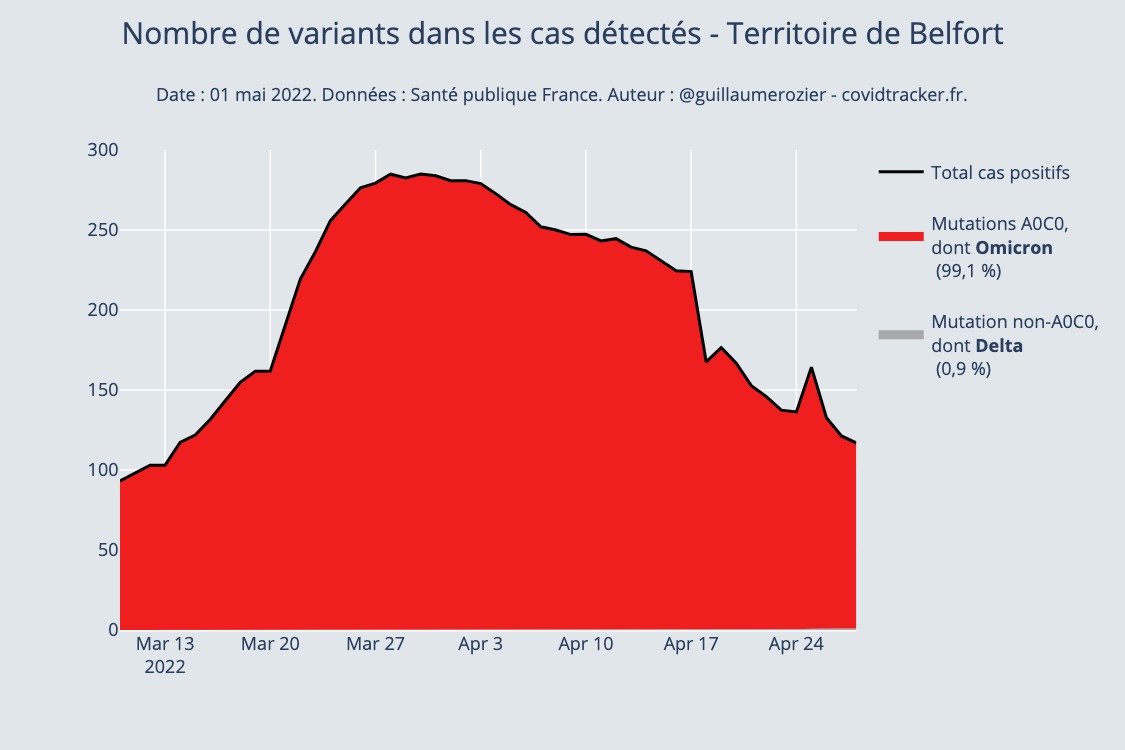 Nombre de variants dans les cas détectés - Territoire de Belfort
Date : 01 mai 2022. Données : Santé publique France. Auteur : @guillaumerozier - covidtracker.fr.
300
250
200
150
100
50
0
Mar 13
2022
Mar 20
Mar 27
Apr 3
Apr 10
Apr 17
Apr 24
Total cas positifs
Mutations A0C0,
dont Omicron
(99,1 %)
Mutation non-A0C0,
dont Delta
(0,9 %)